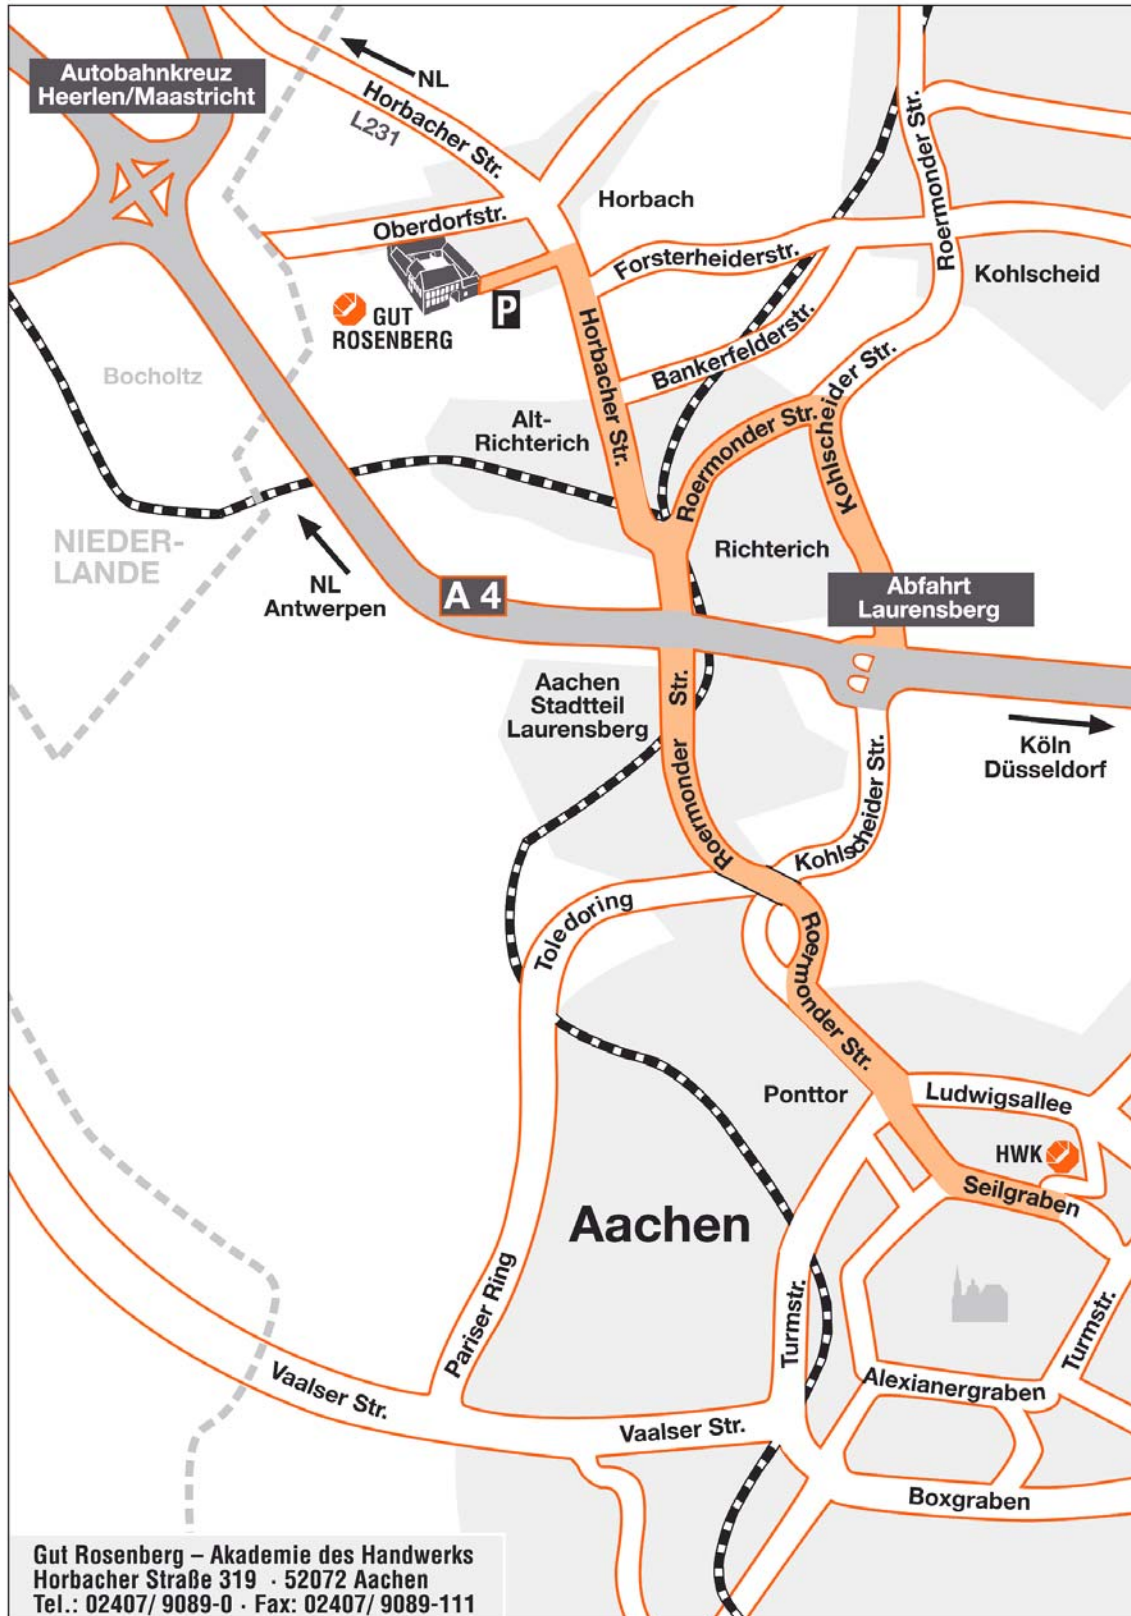 Autobahnkreuz
Heerlen/Maastricht
NL
Horbacher Str.
L231
Roermonder Str.
Horbach
Oberdorfstr.
Forsterheiderstr.
Roermonder Str.
Kohlscheid
P
GUT
ROSENBERG
Horbacher Str.
Bankerfelderstr.
Bocholtz
Kohlscheider Str.
Alt-
Richterich
Roermonder Str.
Kohlscheider Str.
NIEDER-
LANDE
NL
Antwerpen
A 4
Richterich
Abfahrt
Laurensberg
Aachen
Stadtteil
Laurensberg
Roermonder Str.
Köln
Düsseldorf
Kohlscheider Str.
Toledoring
Roermonder Str.
Ponttor
Ludwigsallee
HWK
Seilgraben
Aachen
Pariser Ring
Turmstr.
Turmstr.
Vaalser Str.
Alexianergraben
Vaalser Str.
Boxgraben
Gut Rosenberg – Akademie des Handwerks
Horbacher Straße 319 · 52072 Aachen
Tel.: 02407/ 9089-0 · Fax: 02407/ 9089-111